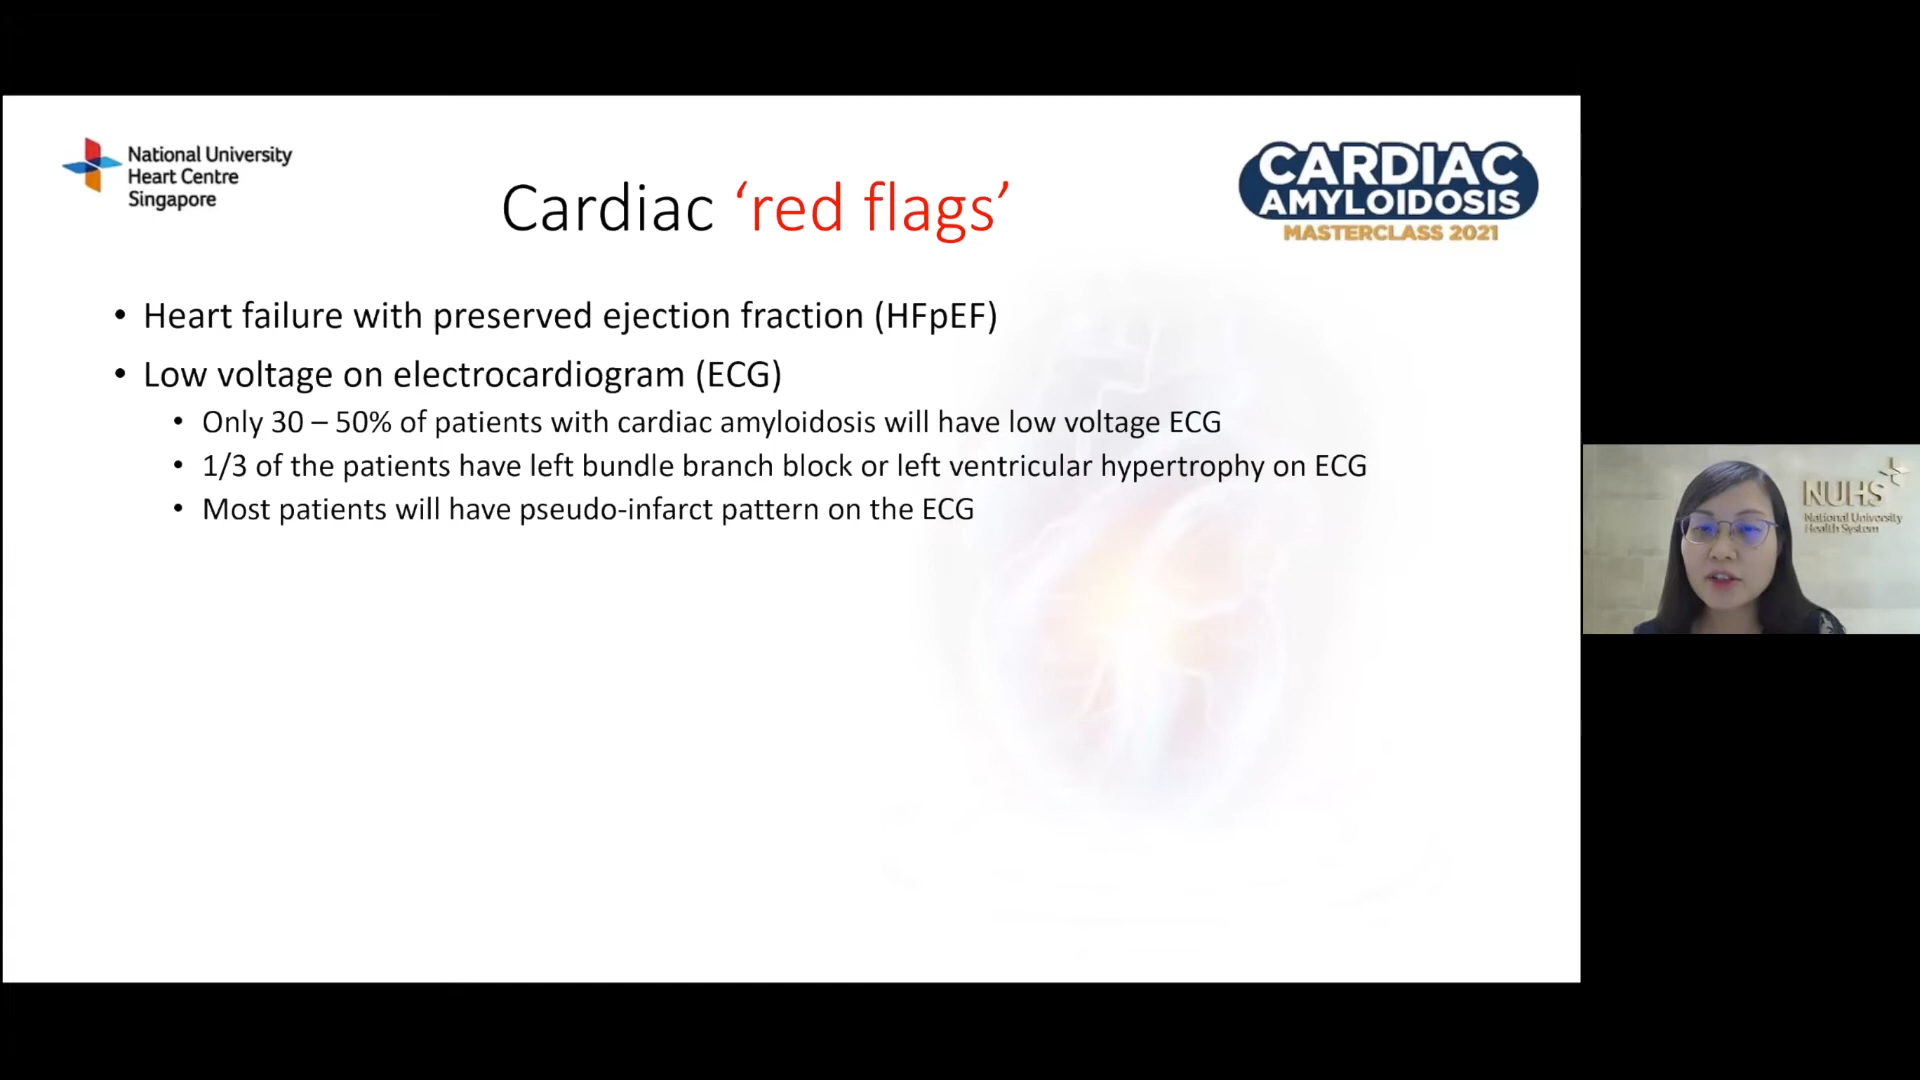 National University
Heart Centre
Singapore
Cardiac ‘red flags’
CARDIAC
AMYLOIDOSIS
MASTERCLASS 2021
• Heart failure with preserved ejection fraction (HFpEF)
• Low voltage on electrocardiogram (ECG)
• Only 30 – 50% of patients with cardiac amyloidosis will have low voltage ECG
• 1/3 of the patients have left bundle branch block or left ventricular hypertrophy on ECG
• Most patients will have pseudo-infarct pattern on the ECG
NUHS
National University
Health System